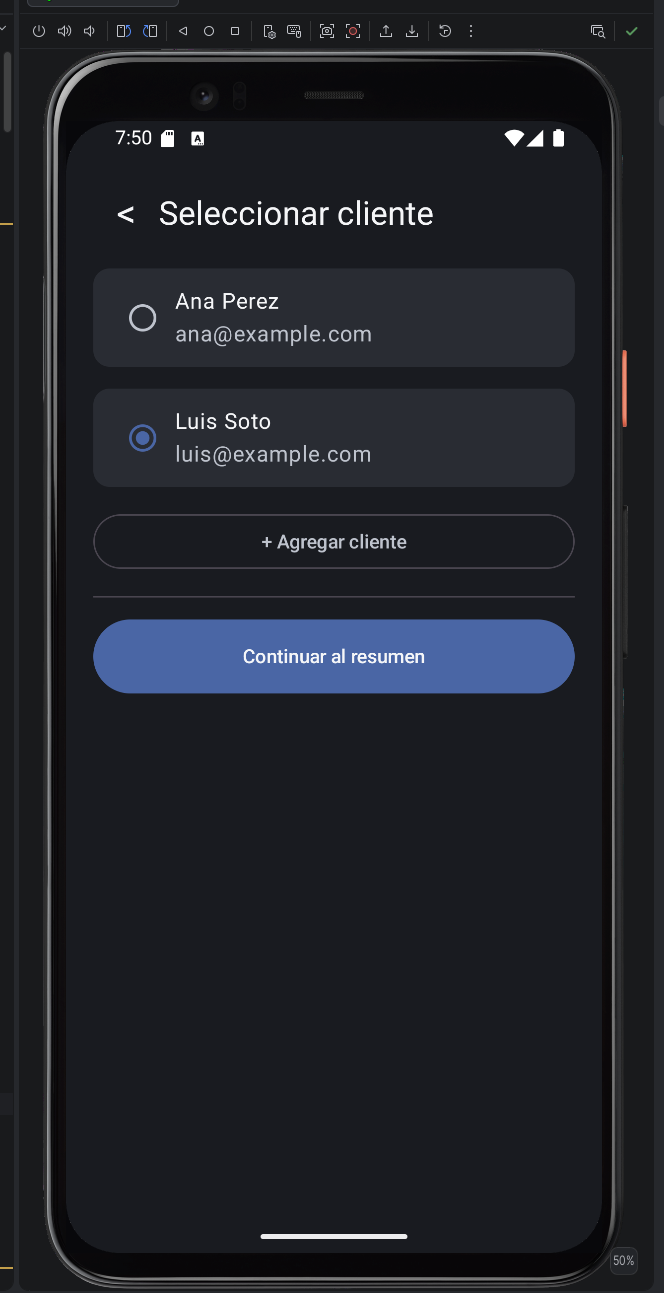 7:50
< Seleccionar cliente
Ana Perez
ana@example.com
Luis Soto
luis@example.com
+ Agregar cliente
Continuar al resumen
50%